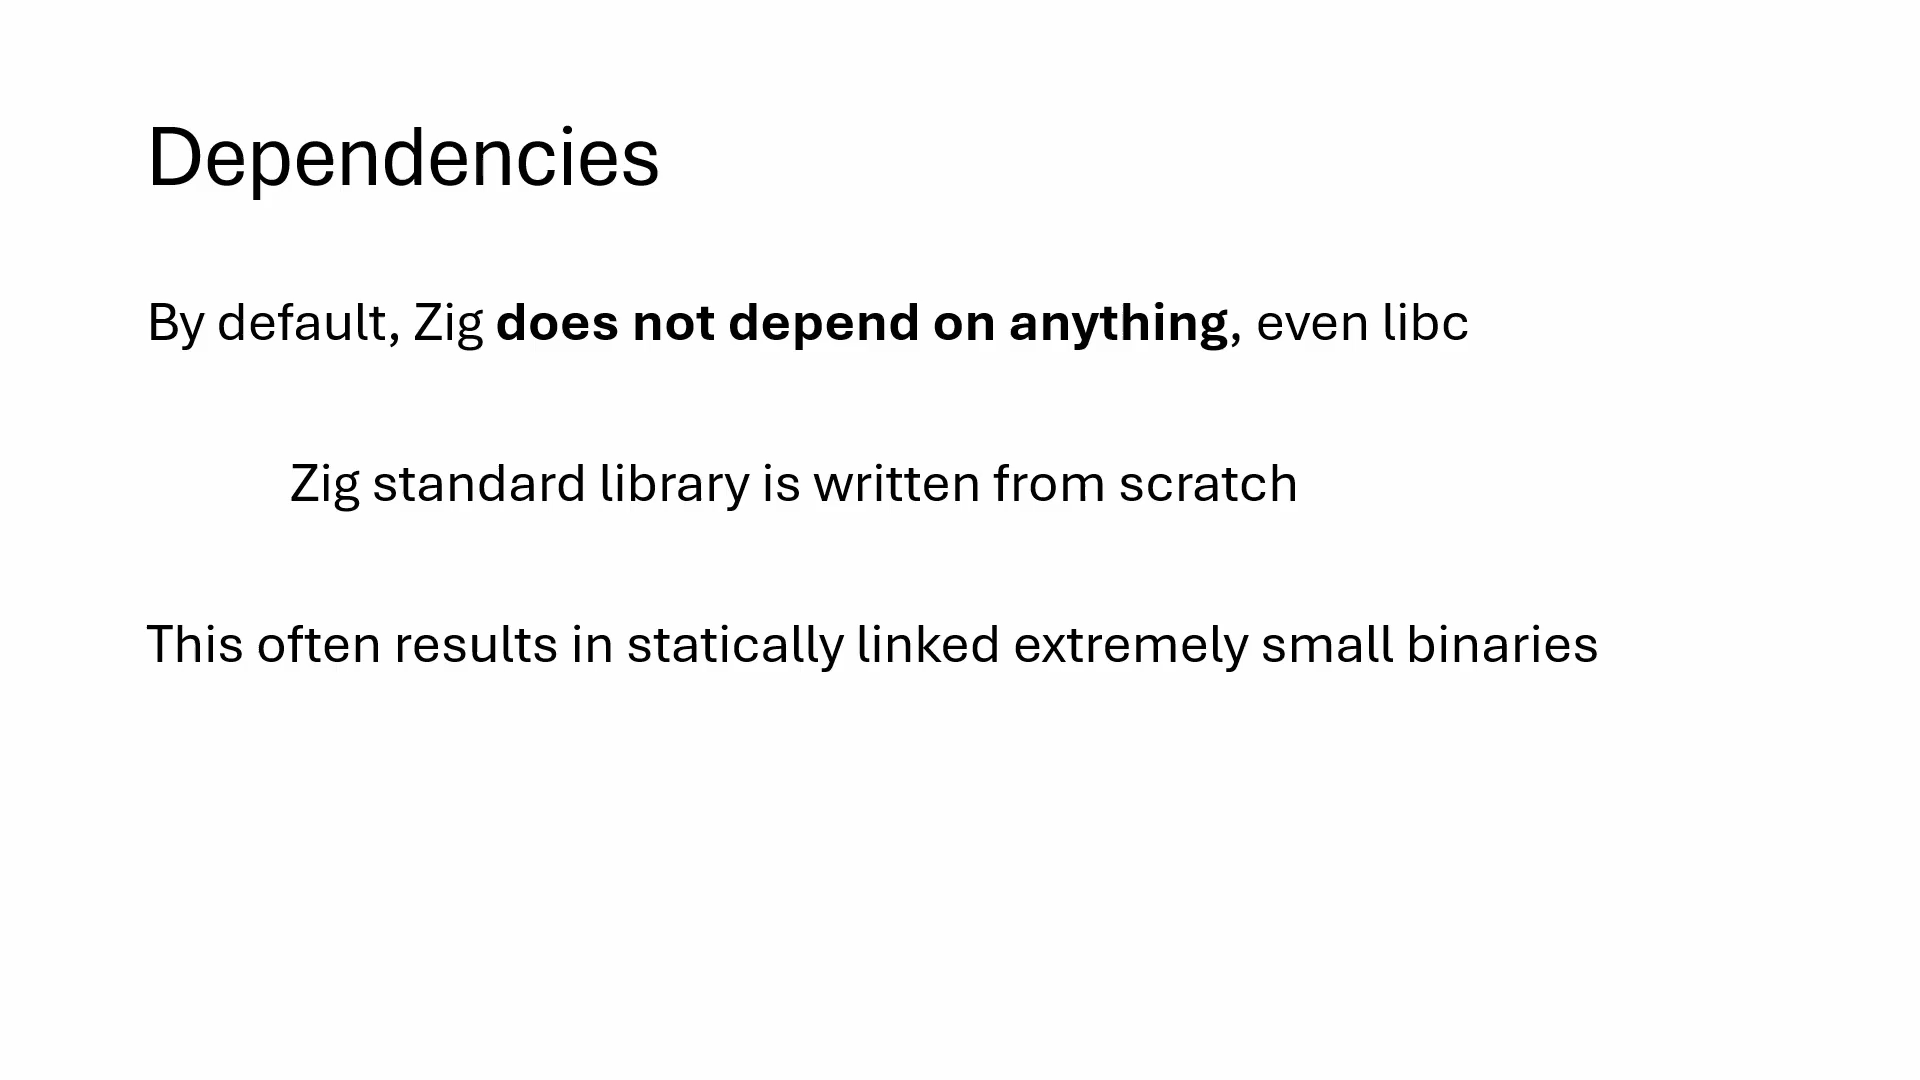 Dependencies
By default, Zig does not depend on anything, even libc
Zig standard library is written from scratch
This often results in statically linked extremely small binaries